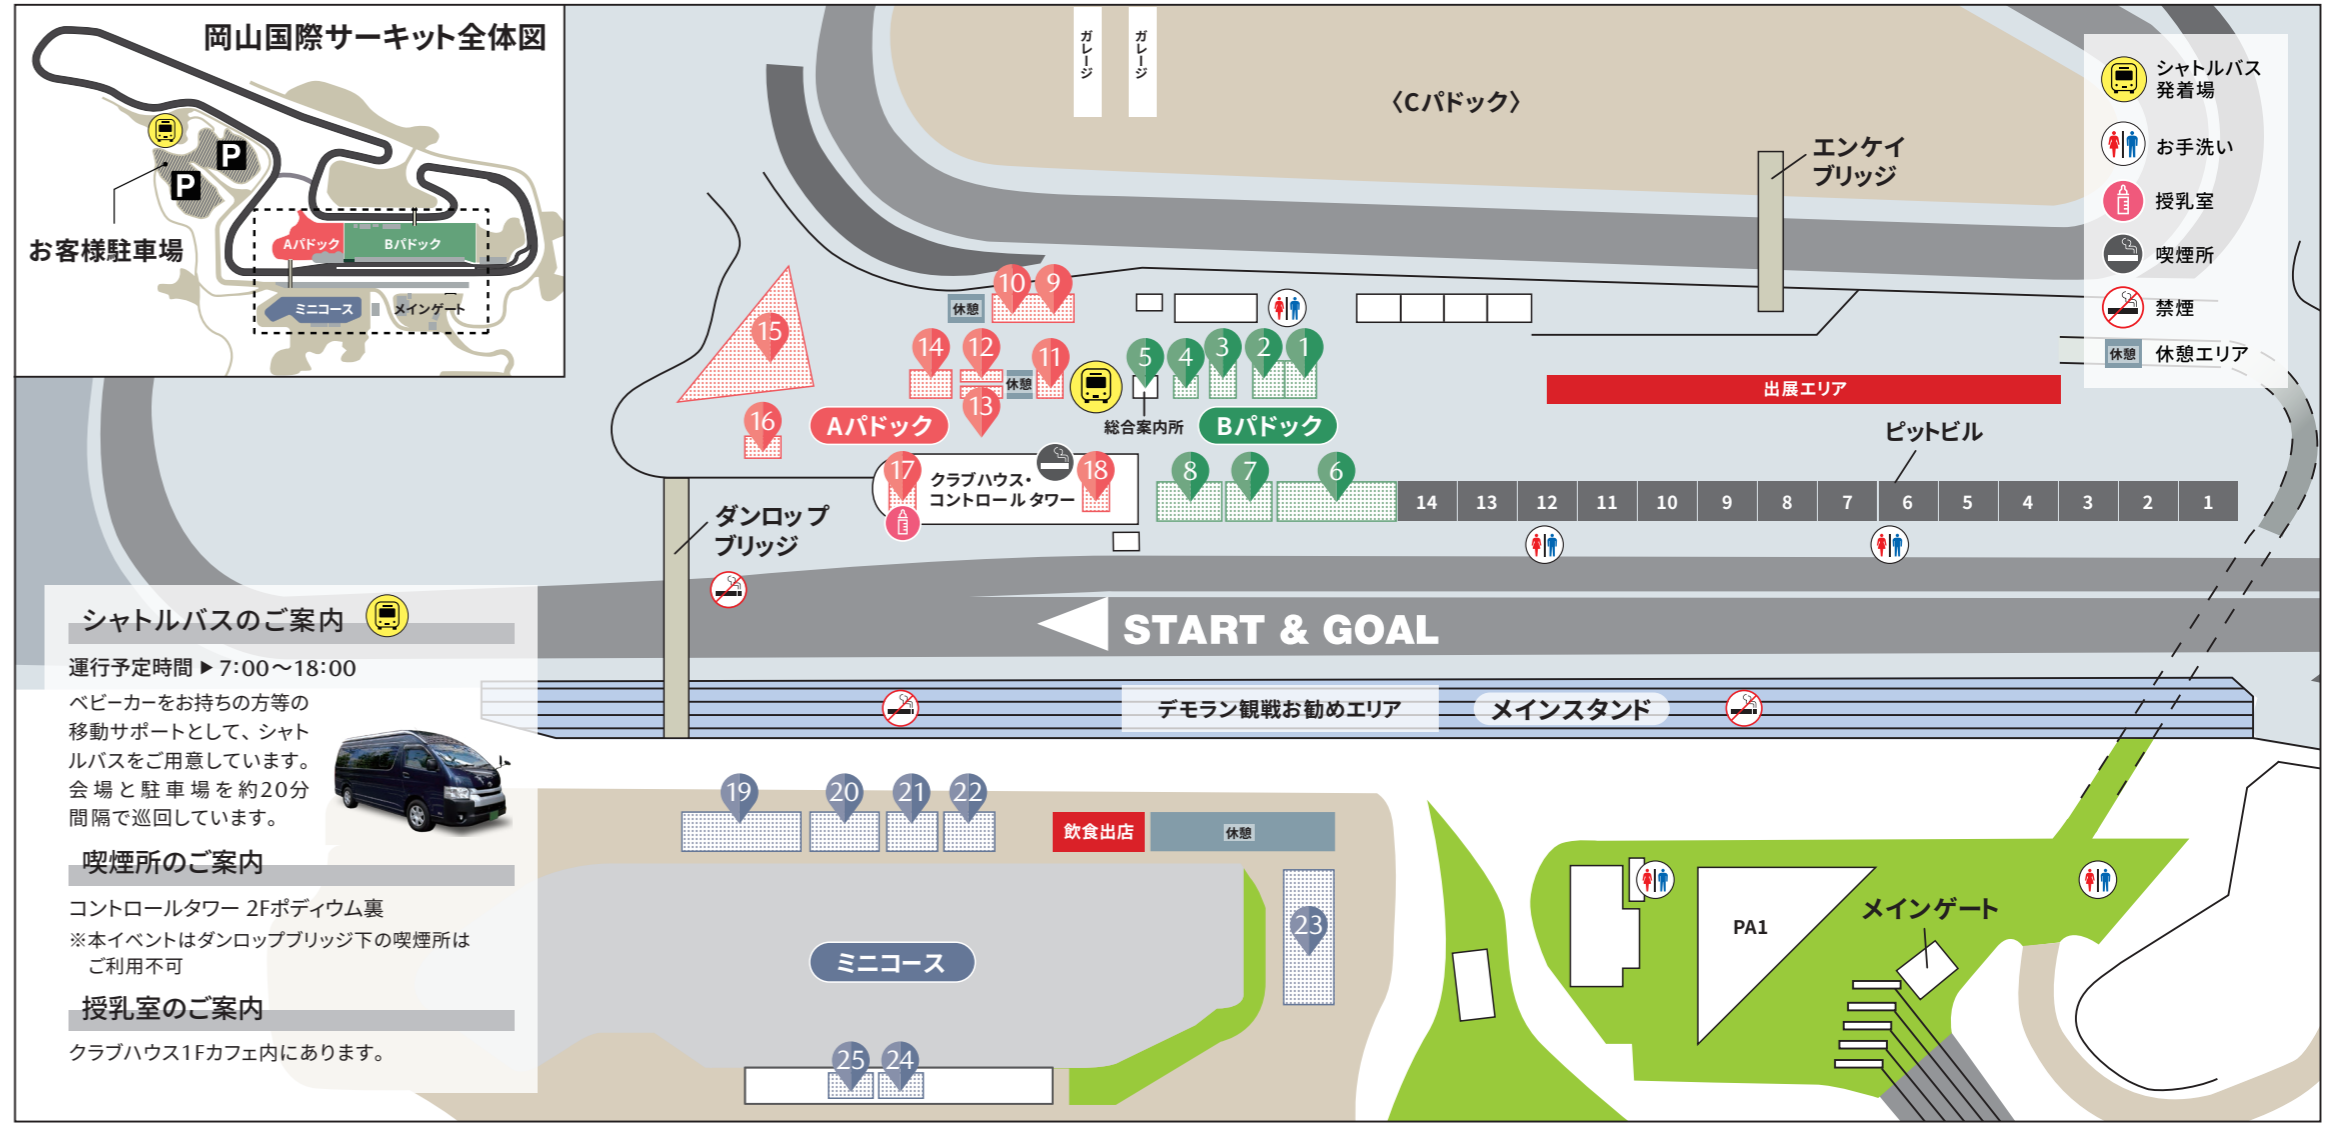 岡山国際サーキット全体図
P
P
お客様駐車場
Aパドック
Bパドック
ミニコース
メインゲート
ガレージ
ガレージ
〈Cパドック〉
エンケイ
ブリッジ
シャトルバス
発着場
お手洗い
授乳室
喫煙所
禁煙
休憩
休憩エリア
10
9
休憩
15
14
12
休憩
11
5
4
3
2
1
13
16
Aパドック
総合案内所
Bパドック
出展エリア
ピットビル
17
クラブハウス・
コントロールタワー
18
8
7
6
14
13
12
11
10
9
8
7
6
5
4
3
2
1
ダンロップ
ブリッジ
START & GOAL
デモラン観戦お勧めエリア
メインスタンド
シャトルバスのご案内
運行予定時間▶7:00〜18:00
ベビーカーをお持ちの方等の
移動サポートとして、シャト
ルバスをご用意しています。
会場と駐車場を約20分
間隔で巡回しています。
喫煙所のご案内
コントロールタワー 2Fポディウム裏
※本イベントはダンロップブリッジ下の喫煙所は
ご利用不可
授乳室のご案内
クラブハウス1Fカフェ内にあります。
19
20
21
22
飲食出店
休憩
23
ミニコース
25
24
PA1
メインゲート